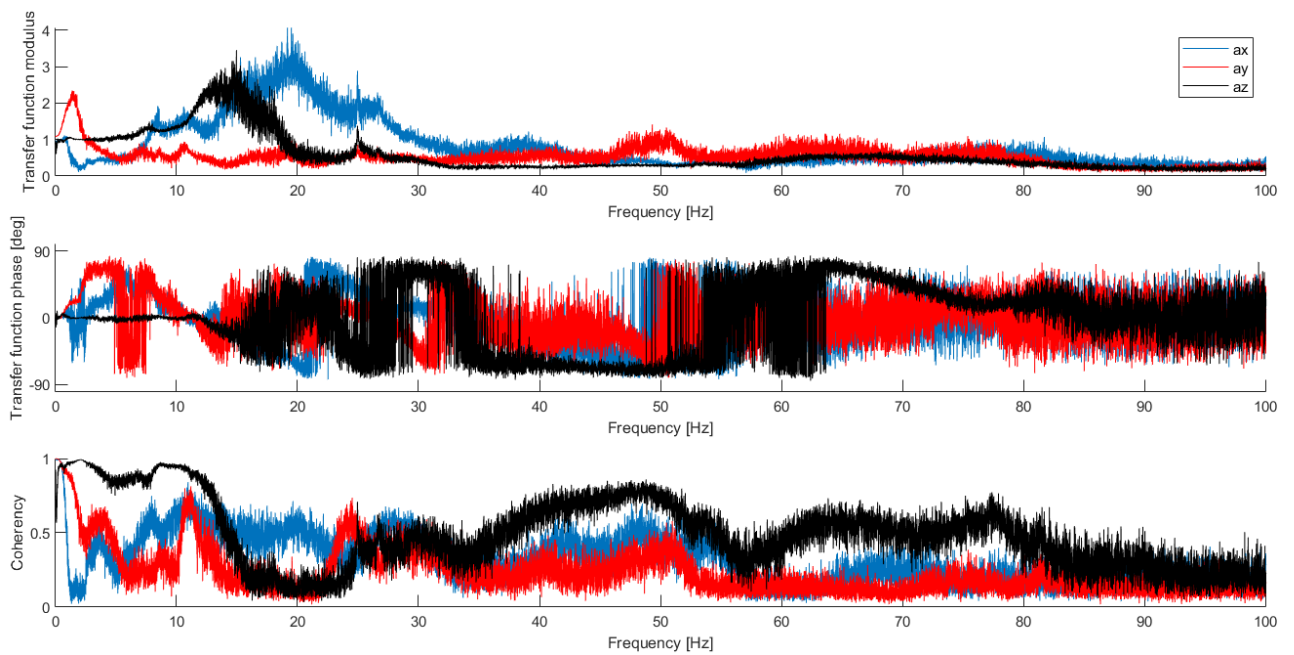 Transfer function modulus
4
3
2
1
0
ax
ay
az
0 10 20 30 40 50 60 70 80 90 100
Frequency [Hz]
Transfer function phase [deg]
90
0
-90
0 10 20 30 40 50 60 70 80 90 100
Frequency [Hz]
Coherency
1
0.5
0
0 10 20 30 40 50 60 70 80 90 100
Frequency [Hz]